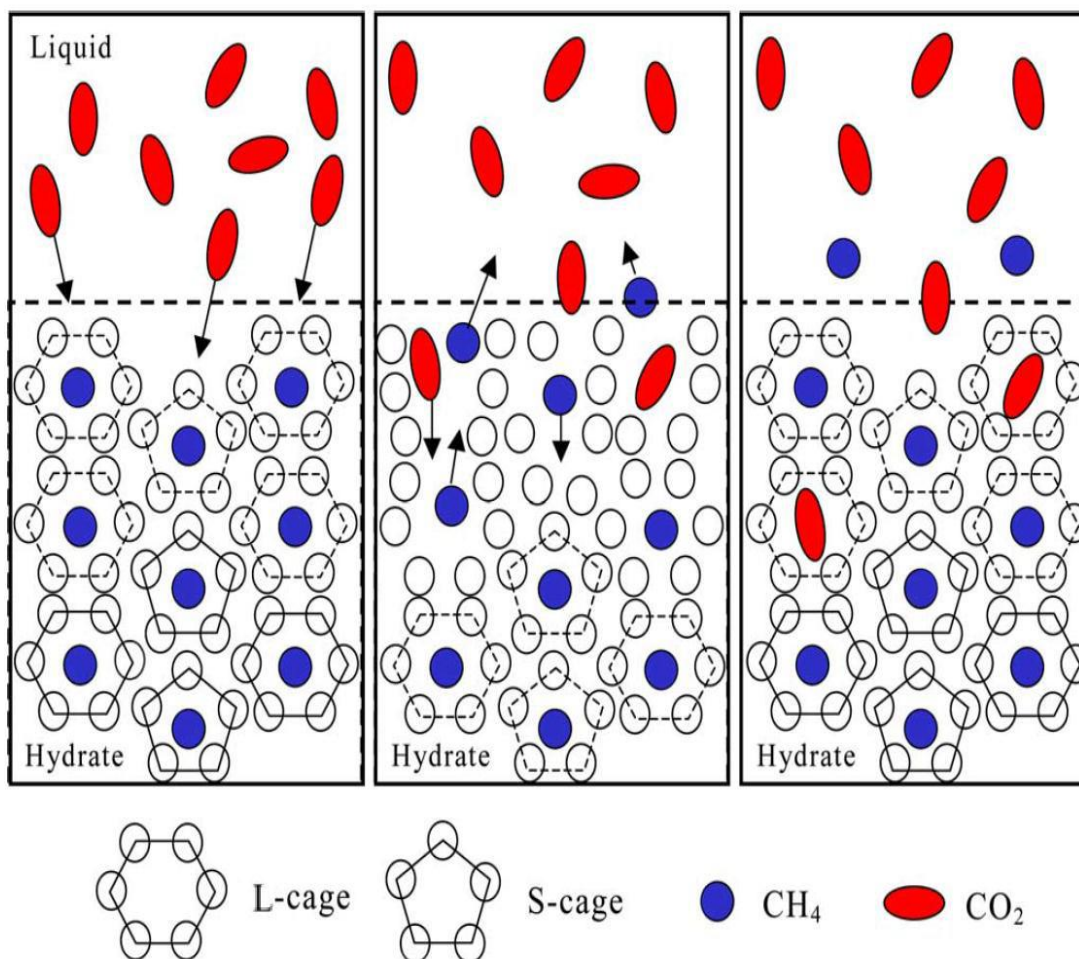 Liquid
Hydrate
Hydrate
Hydrate
L-cage
S-cage
CH₄
CO₂